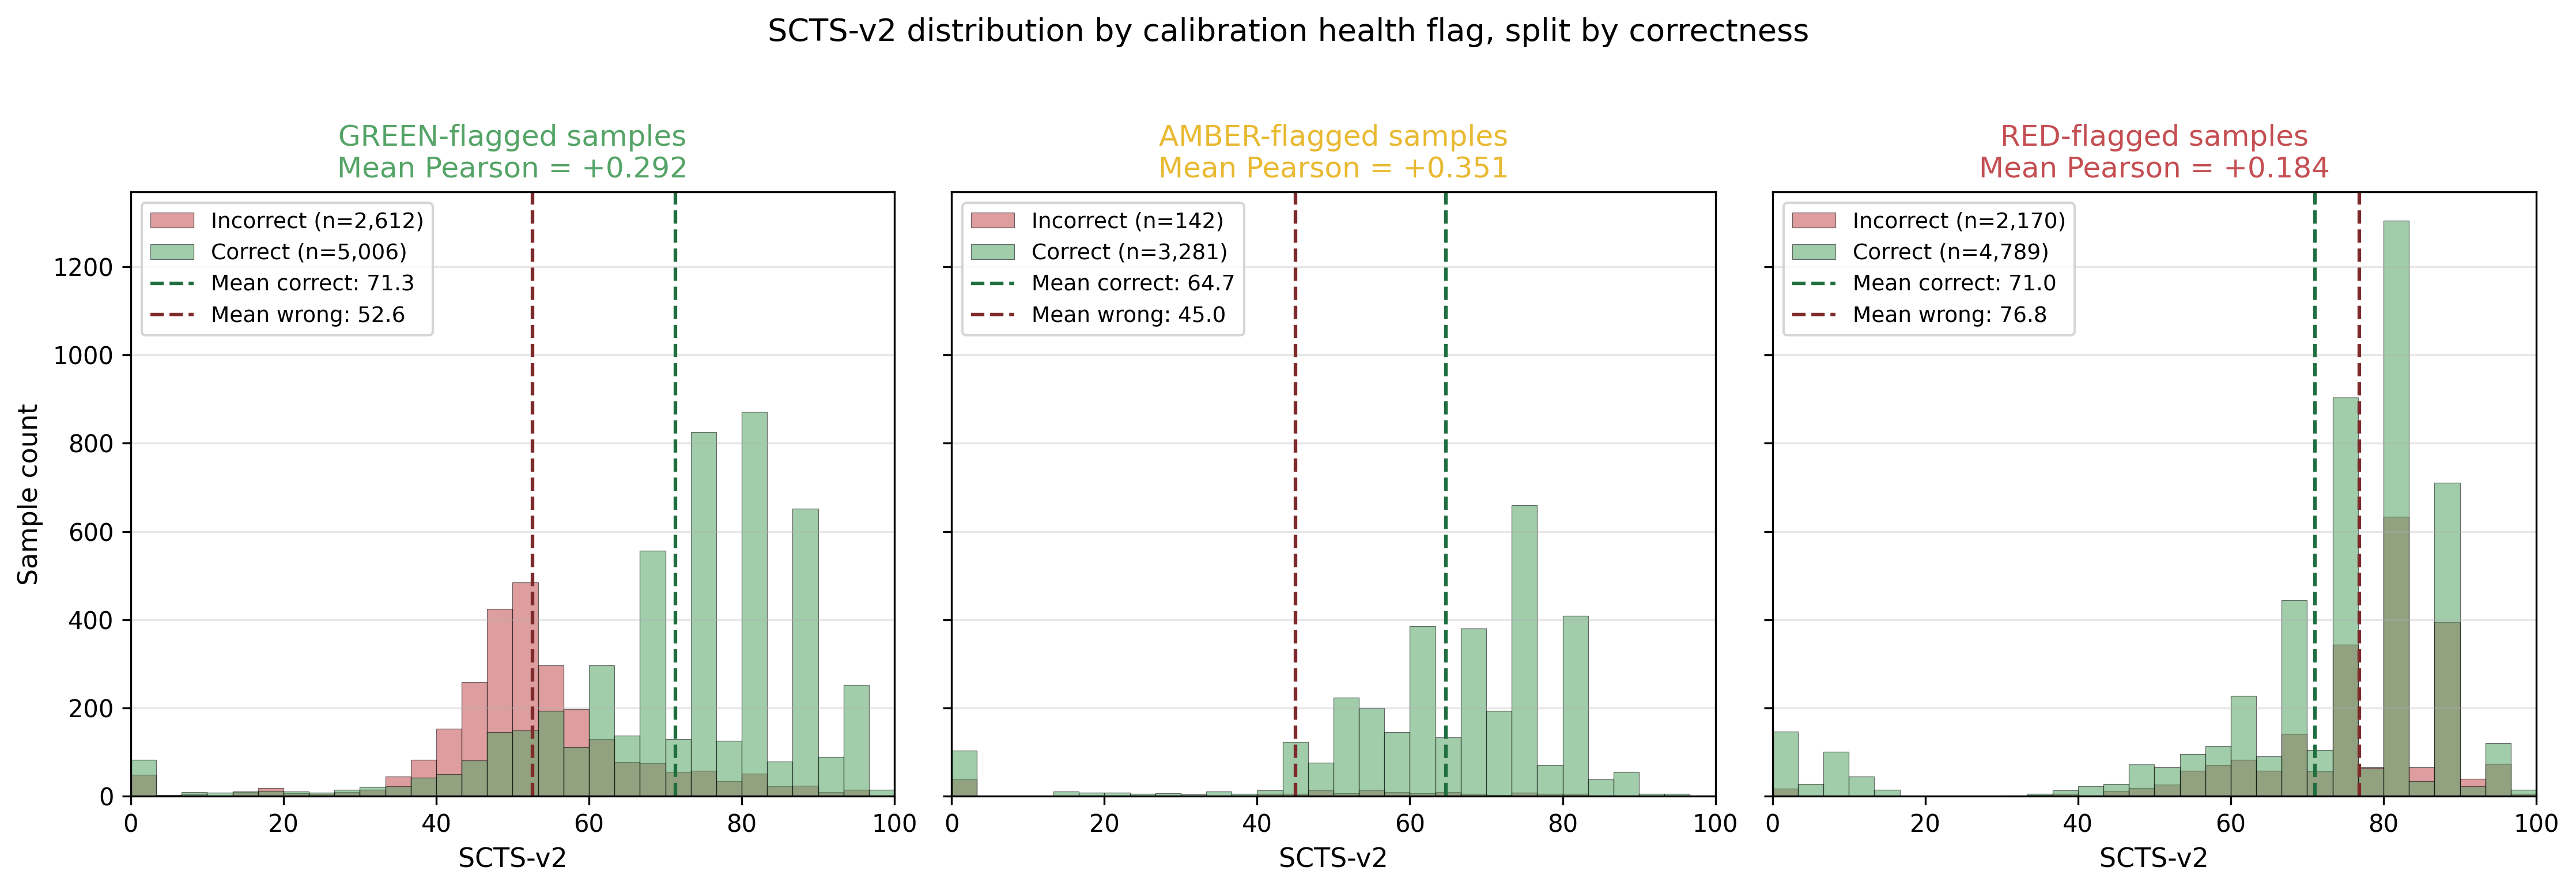 SCTS-v2 distribution by calibration health flag, split by correctness
GREEN-flagged samples
Mean Pearson = +0.292
Incorrect (n=2,612)
Correct (n=5,006)
Mean correct: 71.3
Mean wrong: 52.6
Sample count
1200
1000
800
600
400
200
0
0 20 40 60 80 100
SCTS-v2
AMBER-flagged samples
Mean Pearson = +0.351
Incorrect (n=142)
Correct (n=3,281)
Mean correct: 64.7
Mean wrong: 45.0
0 20 40 60 80 100
SCTS-v2
RED-flagged samples
Mean Pearson = +0.184
Incorrect (n=2,170)
Correct (n=4,789)
Mean correct: 71.0
Mean wrong: 76.8
0 20 40 60 80 100
SCTS-v2